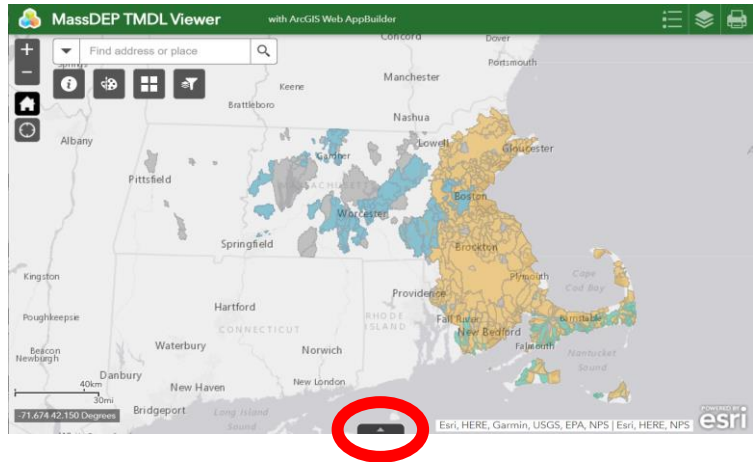 MassDEP TMDL Viewer
with ArcGIS Web AppBuilder
+
Find address or place
−
Concord
Dover
Portsmouth
Keene
Manchester
Brattleboro
Nashua
Albany
Lowell
Gloucester
Gardner
Pittsfield
MASSACHUSETTS
Boston
Worcester
Springfield
Brockton
Kingston
Plymouth
Cape
Cod Bay
Providence
Hartford
Poughkeepsie
RHODE
ISLAND
Fall River
Barnstable
CONNECTICUT
New Bedford
Waterbury
Norwich
Falmouth
Beacon
Newburgh
Nantucket
Sound
Danbury
New Haven
New London
40km
30mi
-71.674 42.150 Degrees
Bridgeport
Long Island
Sound
Esri, HERE, Garmin, USGS, EPA, NPS | Esri, HERE, NPS
POWERED BY
esri